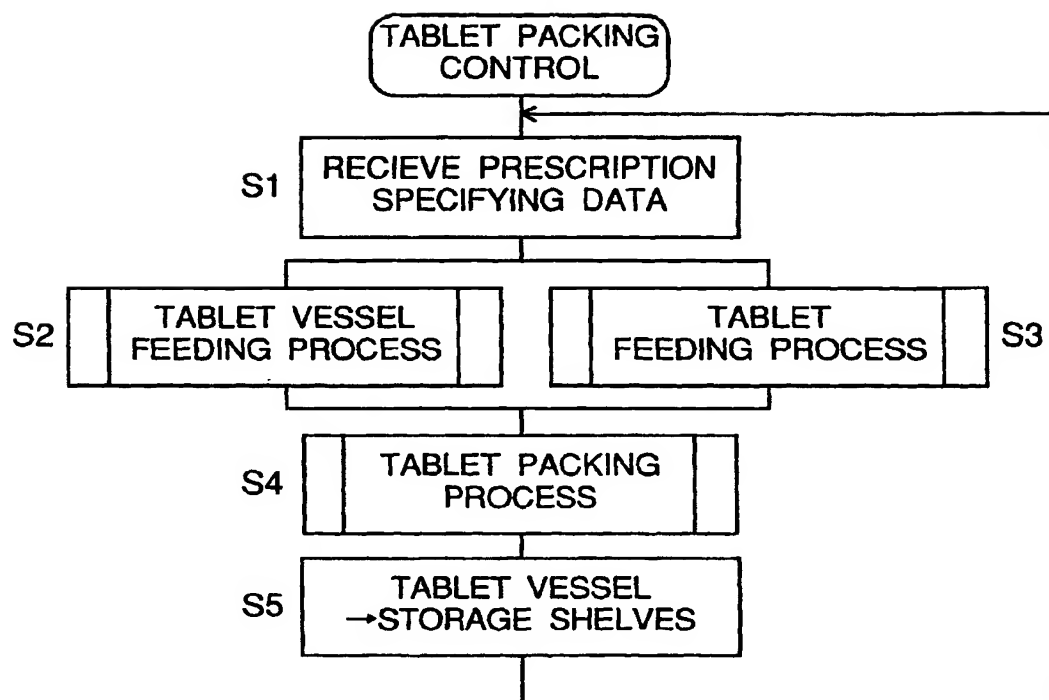 TABLET PACKING
CONTROL
S1
RECIEVE PRESCRIPTION
SPECIFYING DATA
S2
TABLET VESSEL
FEEDING PROCESS
TABLET
FEEDING PROCESS
S3
S4
TABLET PACKING
PROCESS
S5
TABLET VESSEL
→STORAGE SHELVES